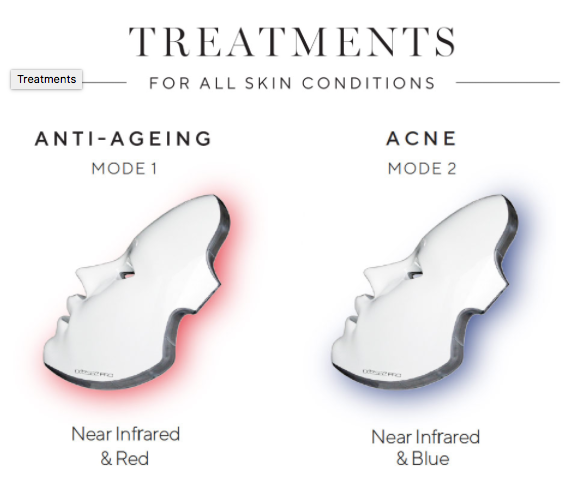 TREATMENTS
Treatments
FOR ALL SKIN CONDITIONS
ANTI-AGEING
MODE 1
Near Infrared
& Red
ACNE
MODE 2
Near Infrared
& Blue